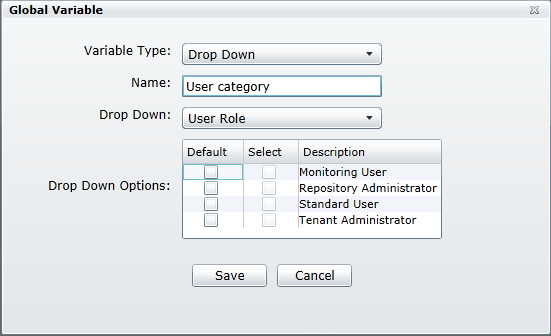 Global Variable
Variable Type: Drop Down
Name: User category
Drop Down: User Role
Default Select Description
Monitoring User
Repository Administrator
Drop Down Options:
Standard User
Tenant Administrator
Save Cancel